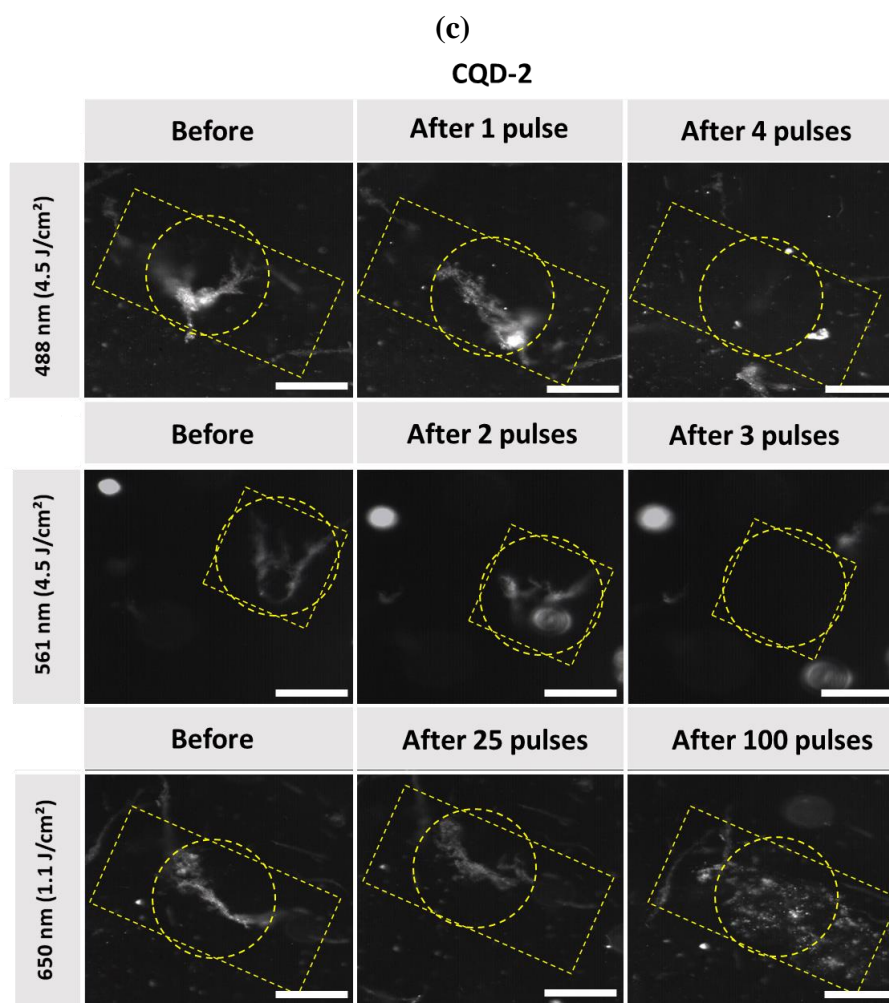 (c)
CQD-2
Before
After 1 pulse
After 4 pulses
488 nm (4.5 J/cm²)
Before
After 2 pulses
After 3 pulses
561 nm (4.5 J/cm²)
Before
After 25 pulses
After 100 pulses
650 nm (1.1 J/cm²)